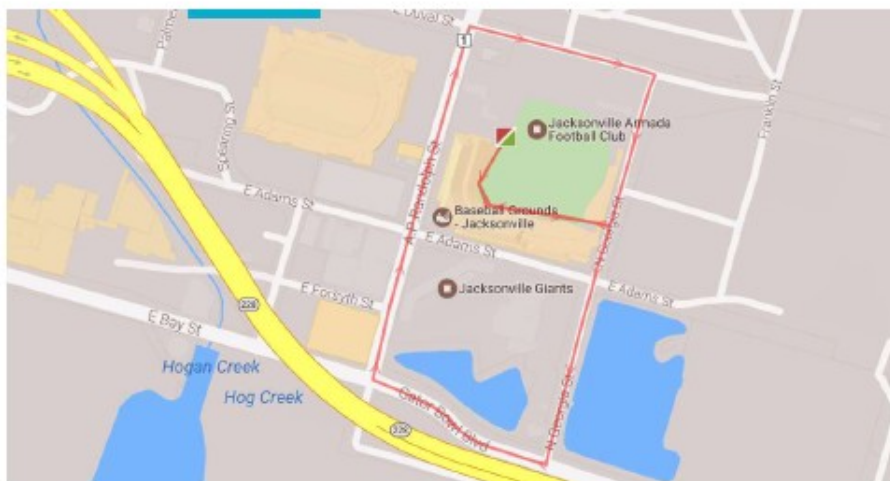 E Duval St
1
Palmer
Franklin St
Jacksonville Armada
Football Club
Spearing St
A P Randolph St
E Adams St
Baseball Grounds
- Jacksonville
N Georgia St
E Adams St
E Adams St
Jacksonville Giants
E Forsyth St
228
E Bay St
Hogan Creek
Hog Creek
Gator Bowl Blvd
N Georgia St
228